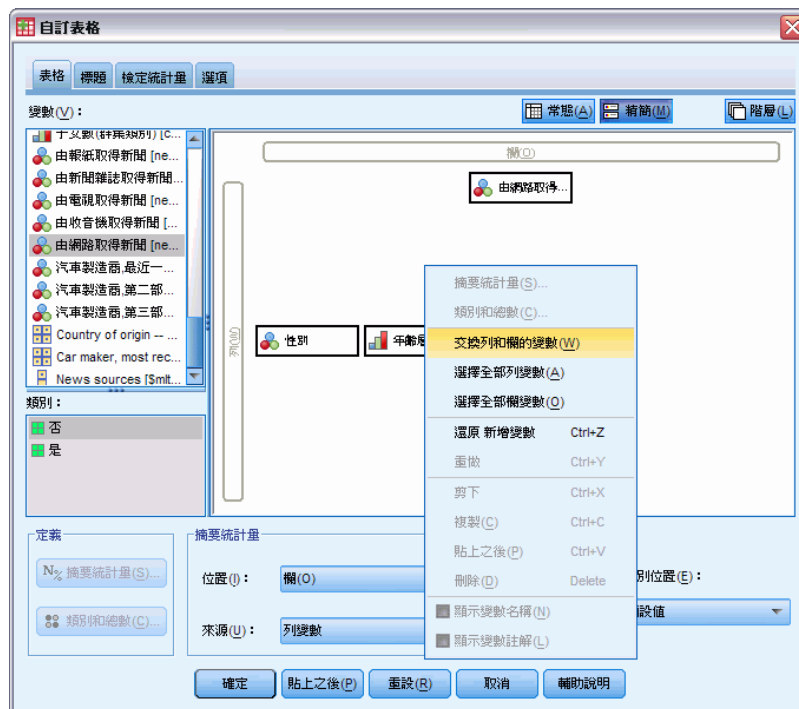 自訂表格
表格 標題 檢定統計量 選項
變數(V)： 常態(A) 精簡(M) 階層(L)
子叉數(群集類別) [c...
由報紙取得新聞 [ne...
由新聞雜誌取得新聞...
由電視取得新聞 [ne...
由收音機取得新聞 [...
由網路取得新聞 [ne...
汽車製造商,最近一...
汽車製造商,第二部...
汽車製造商,第三部...
Country of origin -- ...
Car maker, most rec...
News sources [$mlt...
欄(O)
由網路取得...
列(W)
性別
年齡層
摘要統計量(S)...
類別和總數(C)...
交換列和欄的變數(W)
選擇全部列變數(A)
選擇全部欄變數(O)
還原 新增變數 Ctrl+Z
重做 Ctrl+Y
剪下 Ctrl+X
複製(C) Ctrl+C
貼上之後(P) Ctrl+V
刪除(D) Delete
顯示變數名稱(N)
顯示變數註解(L)
類別：
否
是
定義
N% 摘要統計量(S)...
類別和總數(C)...
摘要統計量
位置(I)： 欄(O)
來源(U)： 列變數
別位置(E)：
設值
確定 貼上之後(P) 重設(R) 取消 輔助說明